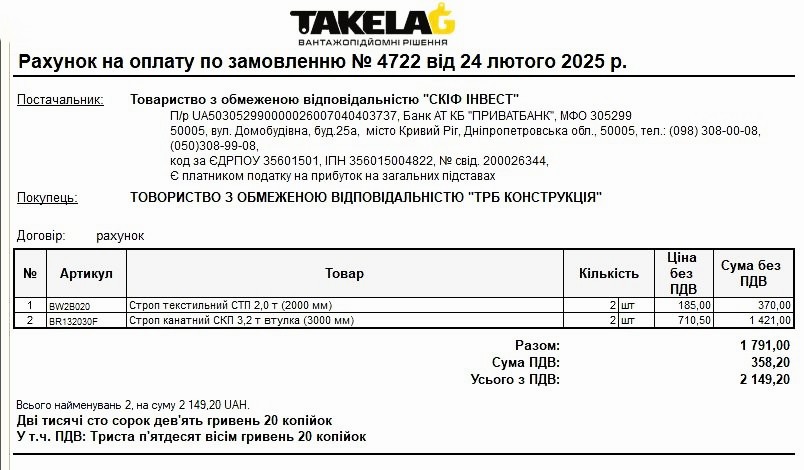 TAKELAG
ВАНТАЖОПІДЙОМНІ РІШЕННЯ
Рахунок на оплату по замовленню № 4722 від 24 лютого 2025 р.
Постачальник: Товариство з обмеженою відповідальністю "СКІФ ІНВЕСТ"
П/р UA503052990000026007040403737, Банк АТ КБ "ПРИВАТБАНК", МФО 305299
50005, вул. Домобудівна, буд.25а, місто Кривий Ріг, Дніпропетровська обл., 50005, тел.: (098) 308-00-08,
(050)308-99-08,
код за ЄДРПОУ 35601501, ІПН 356015004822, № свід. 200026344,
Є платником податку на прибуток на загальних підставах
Покупець: ТОВОРИСТВО З ОБМЕЖЕНОЮ ВІДПОВІДАЛЬНІСТЮ "ТРБ КОНСТРУКЦІЯ"
Договір: рахунок
№ Артикул Товар Кількість Ціна без ПДВ Сума без ПДВ
1 BW2B020 Строп текстильний СТП 2,0 т (2000 мм) 2 шт 185,00 370,00
2 BR132030F Строп канатний СКП 3,2 т втулка (3000 мм) 2 шт 710,50 1 421,00
Разом: 1 791,00
Сума ПДВ: 358,20
Усього з ПДВ: 2 149,20
Всього найменувань 2, на суму 2 149,20 UAH.
Дві тисячі сто сорок дев'ять гривень 20 копійок
У т.ч. ПДВ: Триста п'ятдесят вісім гривень 20 копійок